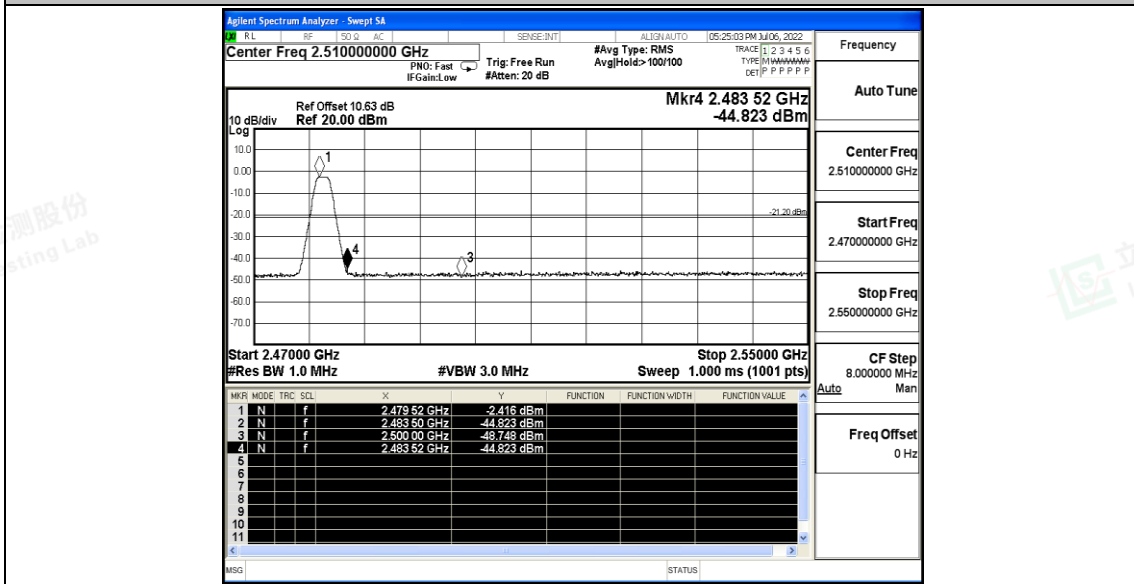 Agilent Spectrum Analyzer - Swept SA
RL RF 50 Ω AC SENSE:INT ALIGN AUTO 05:25:03 PM Jul 06, 2022
Center Freq 2.510000000 GHz
PNO: Fast
IFGain:Low
Trig: Free Run
#Atten: 20 dB
#Avg Type: RMS
Avg|Hold:> 100/100
TRACE 1 2 3 4 5 6
TYPE M
DET P P P P P P
Mkr4 2.483 52 GHz
-44.823 dBm
Ref Offset 10.63 dB
10 dB/div Ref 20.00 dBm
Log
10.0
0.00
-10.0
-20.0
-30.0
-40.0
-50.0
-60.0
-70.0
1
4
3
-21.20 dBm
Start 2.47000 GHz Stop 2.55000 GHz
#Res BW 1.0 MHz #VBW 3.0 MHz Sweep 1.000 ms (1001 pts)
MKR MODE TRC SCL X Y FUNCTION FUNCTION WIDTH FUNCTION VALUE
1 N f 2.479 52 GHz -2.416 dBm
2 N f 2.483 50 GHz -44.823 dBm
3 N f 2.500 00 GHz -48.748 dBm
4 N f 2.483 52 GHz -44.823 dBm
5
6
7
8
9
10
11
MSG STATUS
Frequency
Auto Tune
Center Freq
2.510000000 GHz
Start Freq
2.470000000 GHz
Stop Freq
2.550000000 GHz
CF Step
8.000000 MHz
Auto Man
Freq Offset
0 Hz
测股份
sting Lab
立